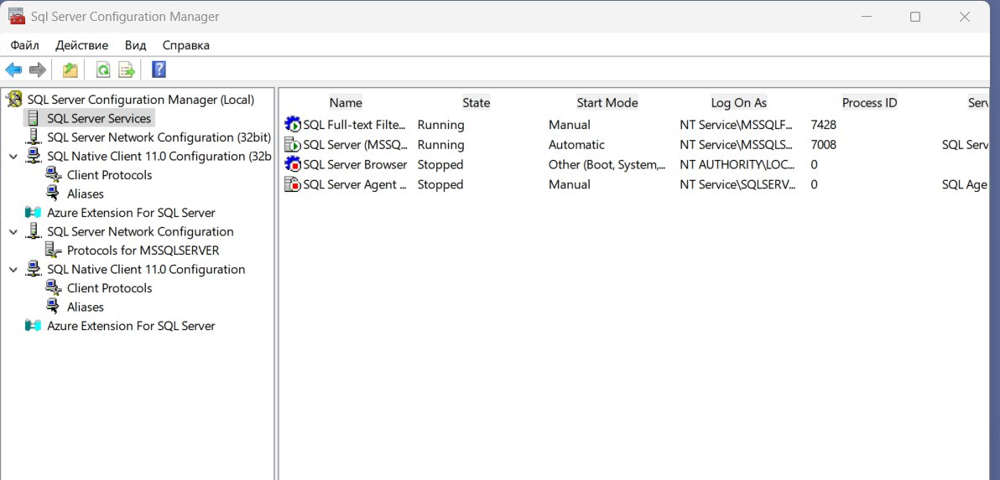 Sql Server Configuration Manager
Файл Действие Вид Справка
SQL Server Configuration Manager (Local)
SQL Server Services
SQL Server Network Configuration (32bit)
SQL Native Client 11.0 Configuration (32b
Client Protocols
Aliases
Azure Extension For SQL Server
SQL Server Network Configuration
Protocols for MSSQLSERVER
SQL Native Client 11.0 Configuration
Client Protocols
Aliases
Azure Extension For SQL Server
Name State Start Mode Log On As Process ID Serv
SQL Full-text Filte... Running Manual NT Service\MSSQLF... 7428
SQL Server (MSSQ... Running Automatic NT Service\MSSQLS... 7008 SQL Serv
SQL Server Browser Stopped Other (Boot, System,... NT AUTHORITY\LOC... 0
SQL Server Agent ... Stopped Manual NT Service\SQLSERV... 0 SQL Age